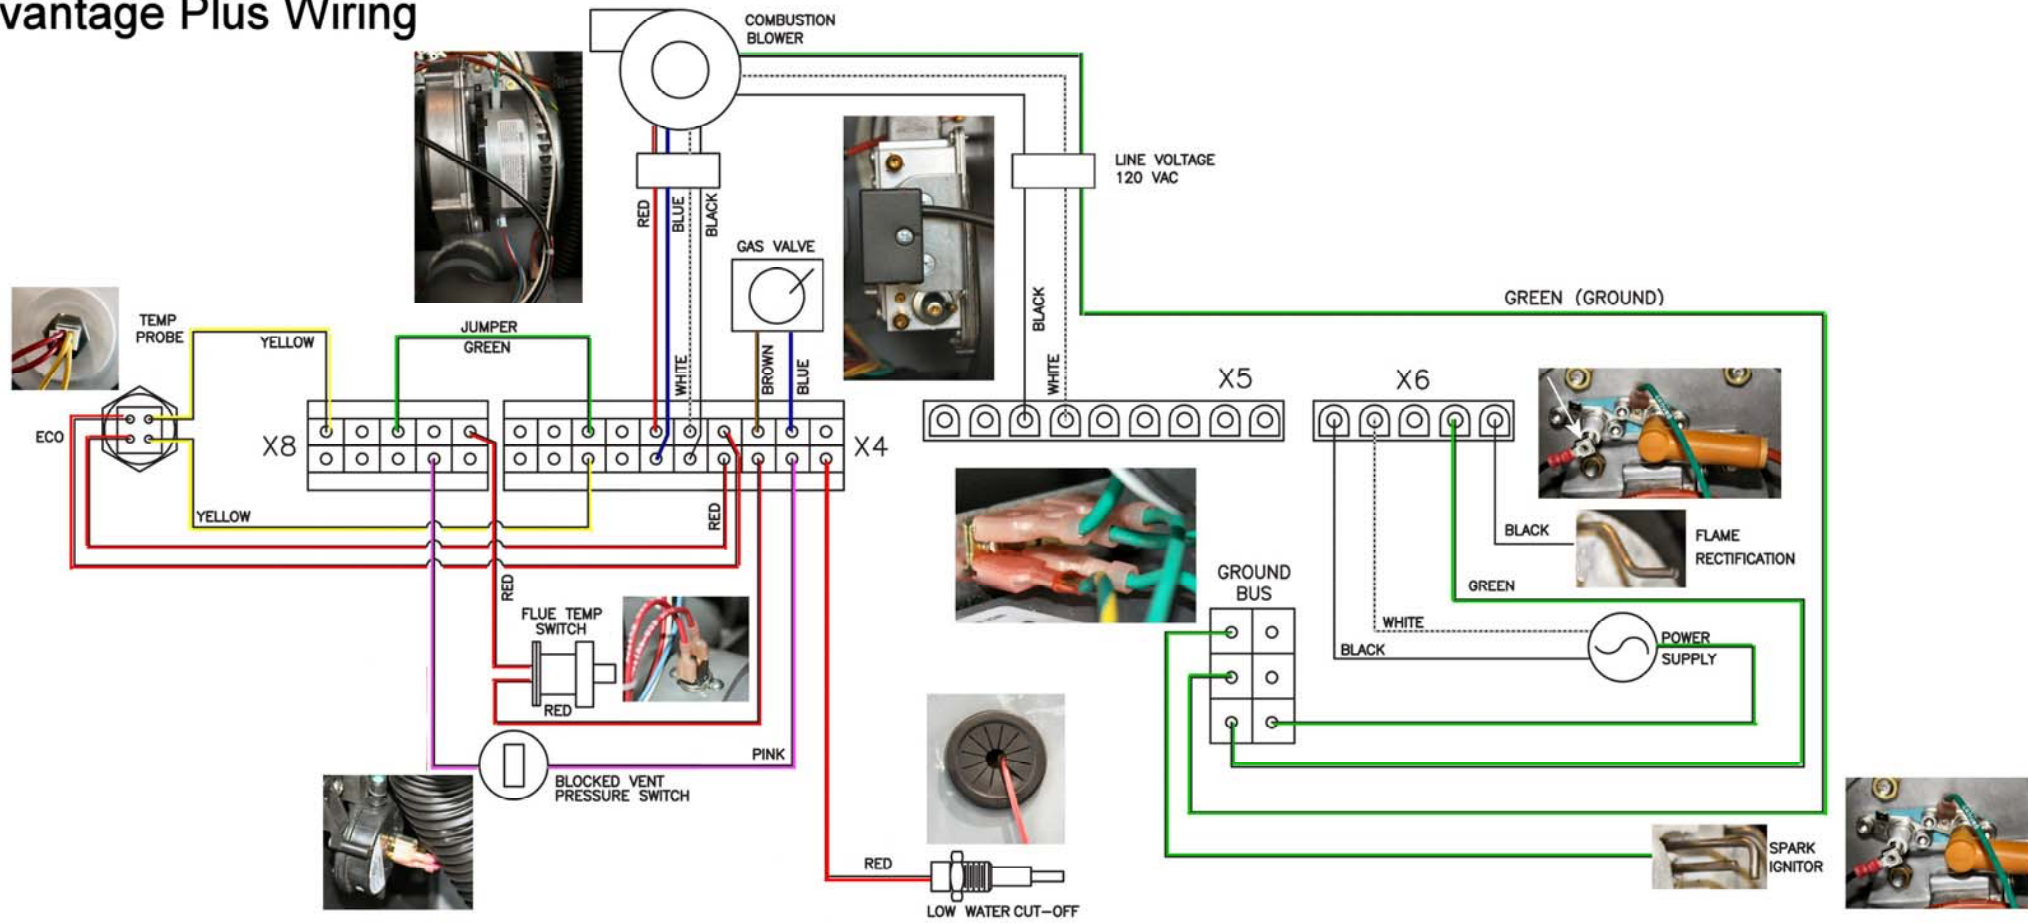 vantage Plus Wiring
COMBUSTION
BLOWER
LINE VOLTAGE
120 VAC
RED
BLUE
BLACK
GAS VALVE
GREEN (GROUND)
TEMP
PROBE
YELLOW
JUMPER
GREEN
WHITE
BROWN
BLUE
BLACK
WHITE
X5
X6
ECO
X8
X4
YELLOW
RED
BLACK
FLAME
RECTIFICATION
GROUND
BUS
GREEN
RED
FLUE TEMP
SWITCH
WHITE
BLACK
POWER
SUPPLY
RED
PINK
BLOCKED VENT
PRESSURE SWITCH
RED
SPARK
IGNITOR
LOW WATER CUT-OFF